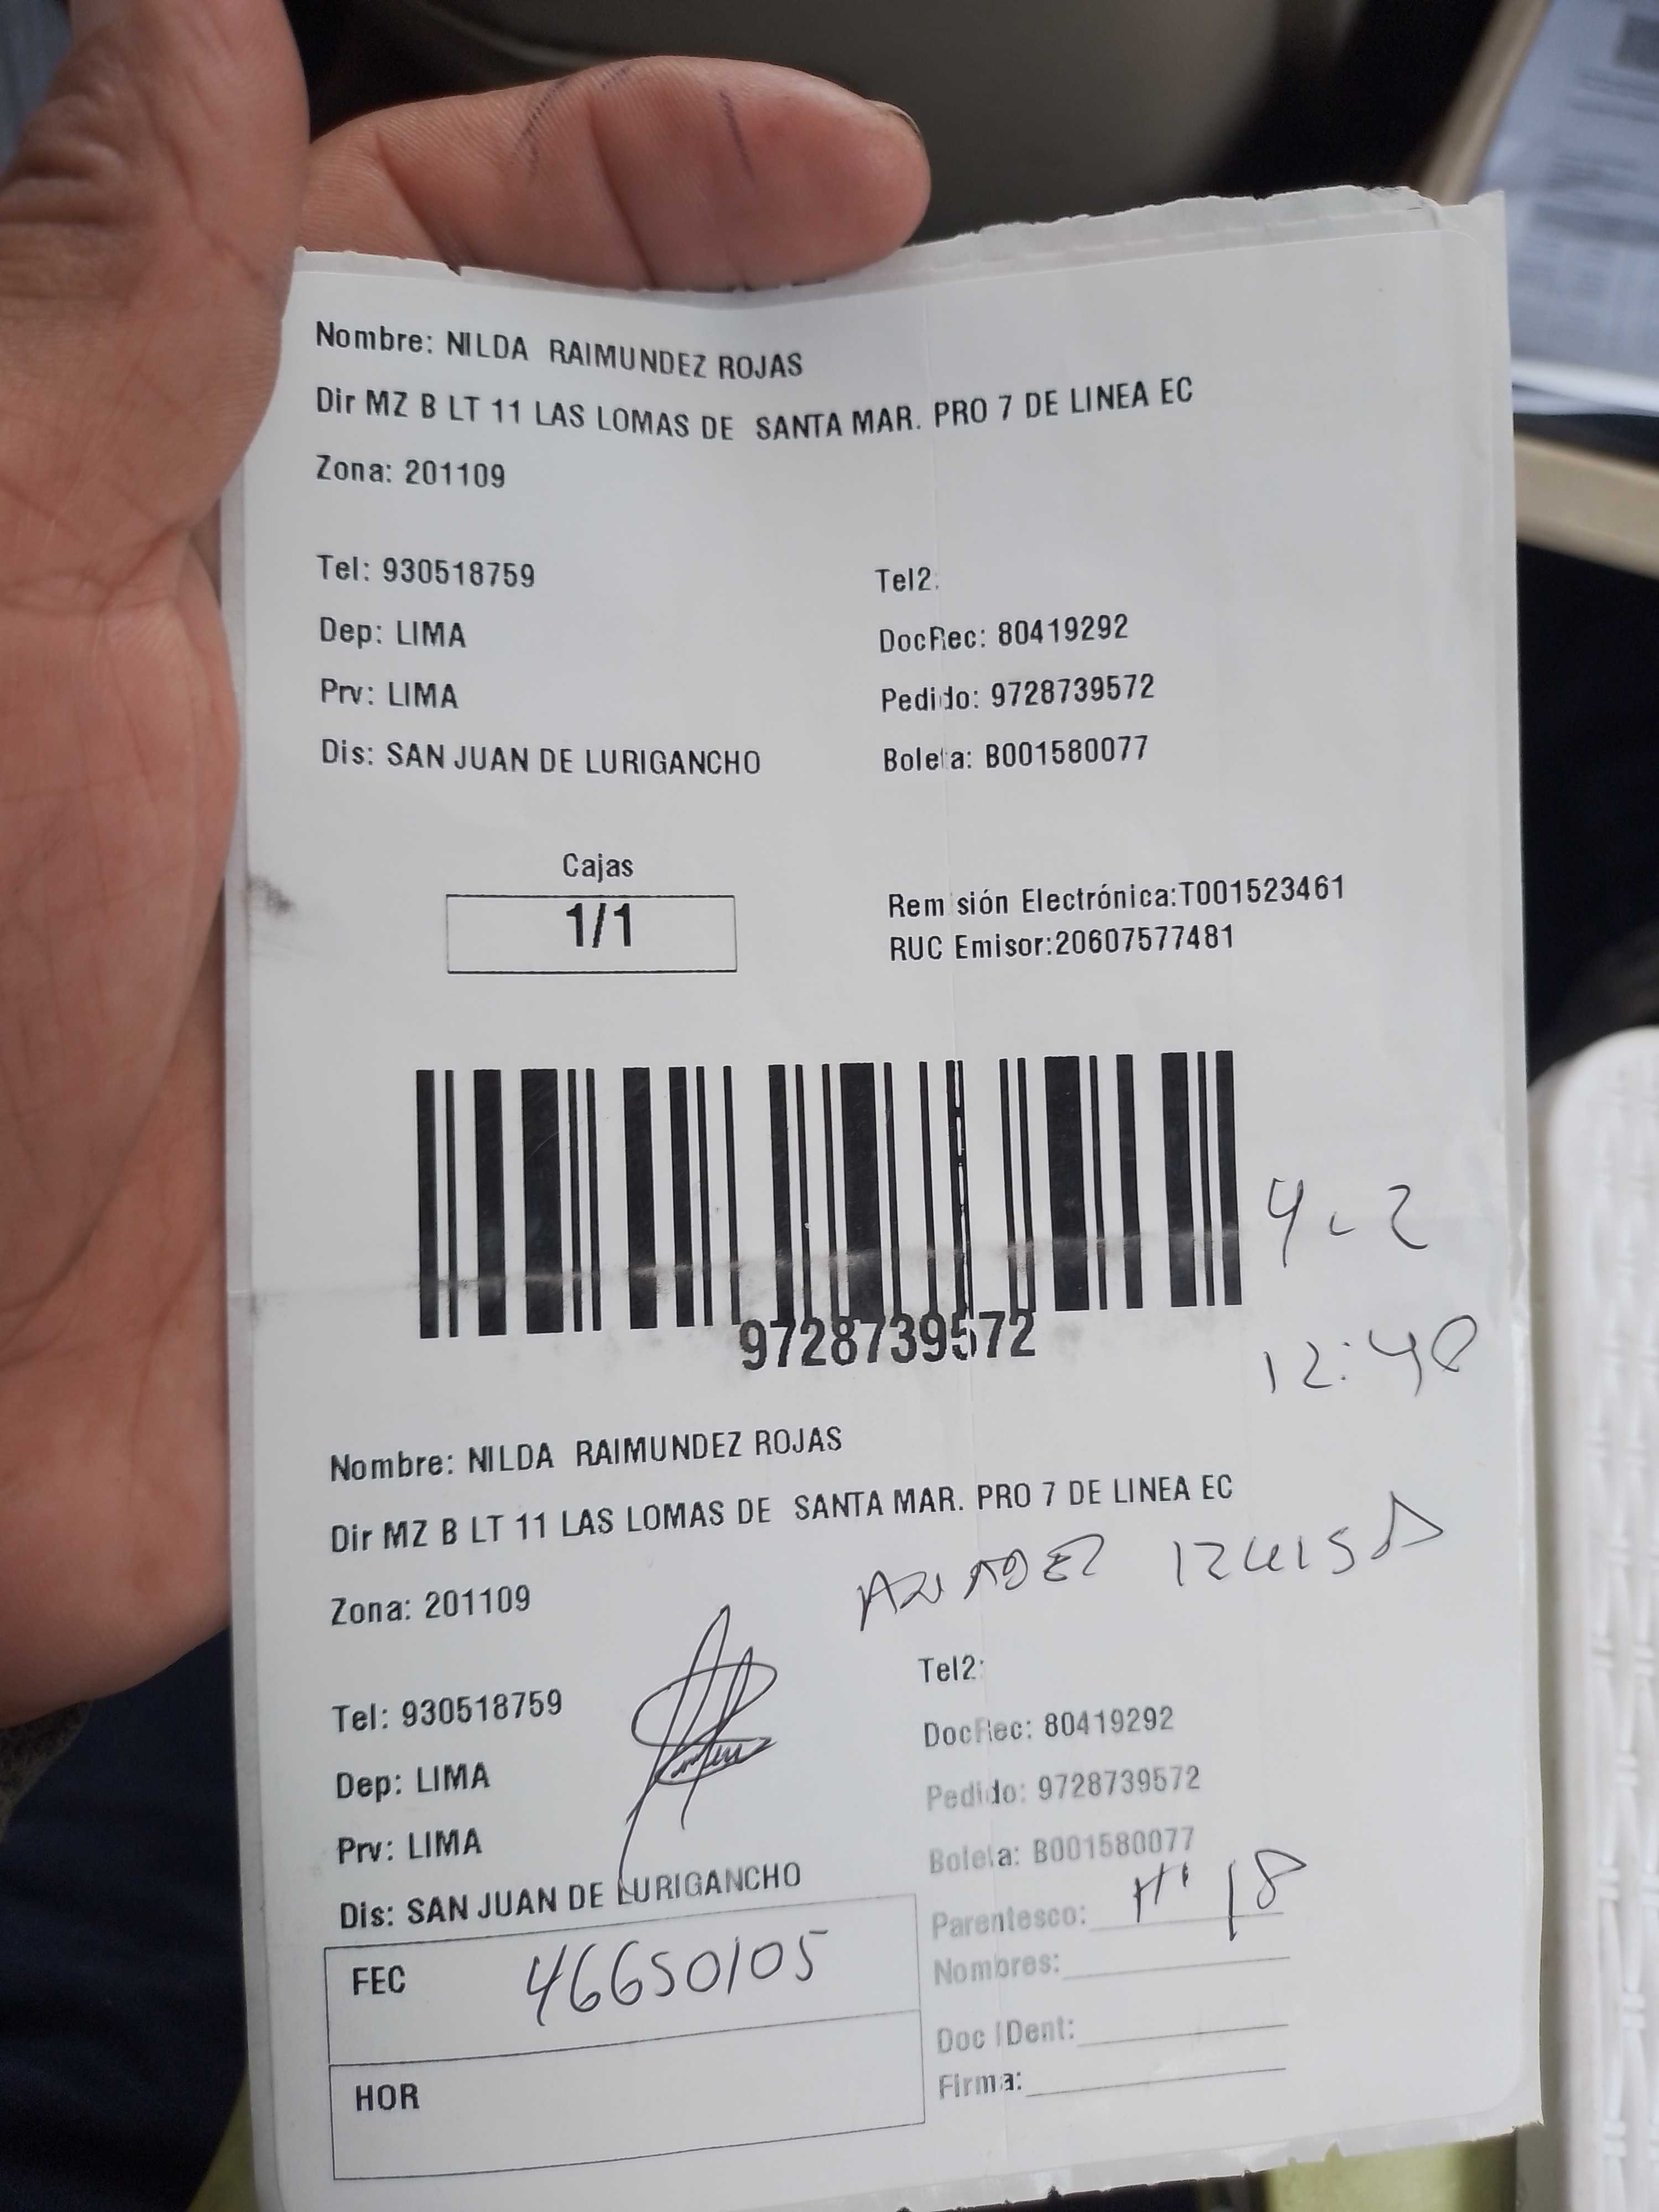 Nombre: NILDA RAIMUNDEZ ROJAS
Dir MZ B LT 11 LAS LOMAS DE SANTA MAR. PRO 7 DE LINEA EC
Zona: 201109
Tel: 930518759 Tel2:
Dep: LIMA DocRec: 80419292
Prv: LIMA Pedido: 9728739572
Dis: SAN JUAN DE LURIGANCHO Boleta: B001580077
Cajas
1/1
Remisión Electrónica:T001523461
RUC Emisor:20607577481
9728739572
12:40
Nombre: NILDA RAIMUNDEZ ROJAS
Dir MZ B LT 11 LAS LOMAS DE SANTA MAR. PRO 7 DE LINEA EC
Zona: 201109
Tel: 930518759 Tel2:
Dep: LIMA DocRec: 80419292
Prv: LIMA Pedido: 9728739572
Dis: SAN JUAN DE LURIGANCHO Boleta: B001580077
FEC 46650105
HOR
Parentesco: 18
Nombres:
Doc IDent:
Firma: